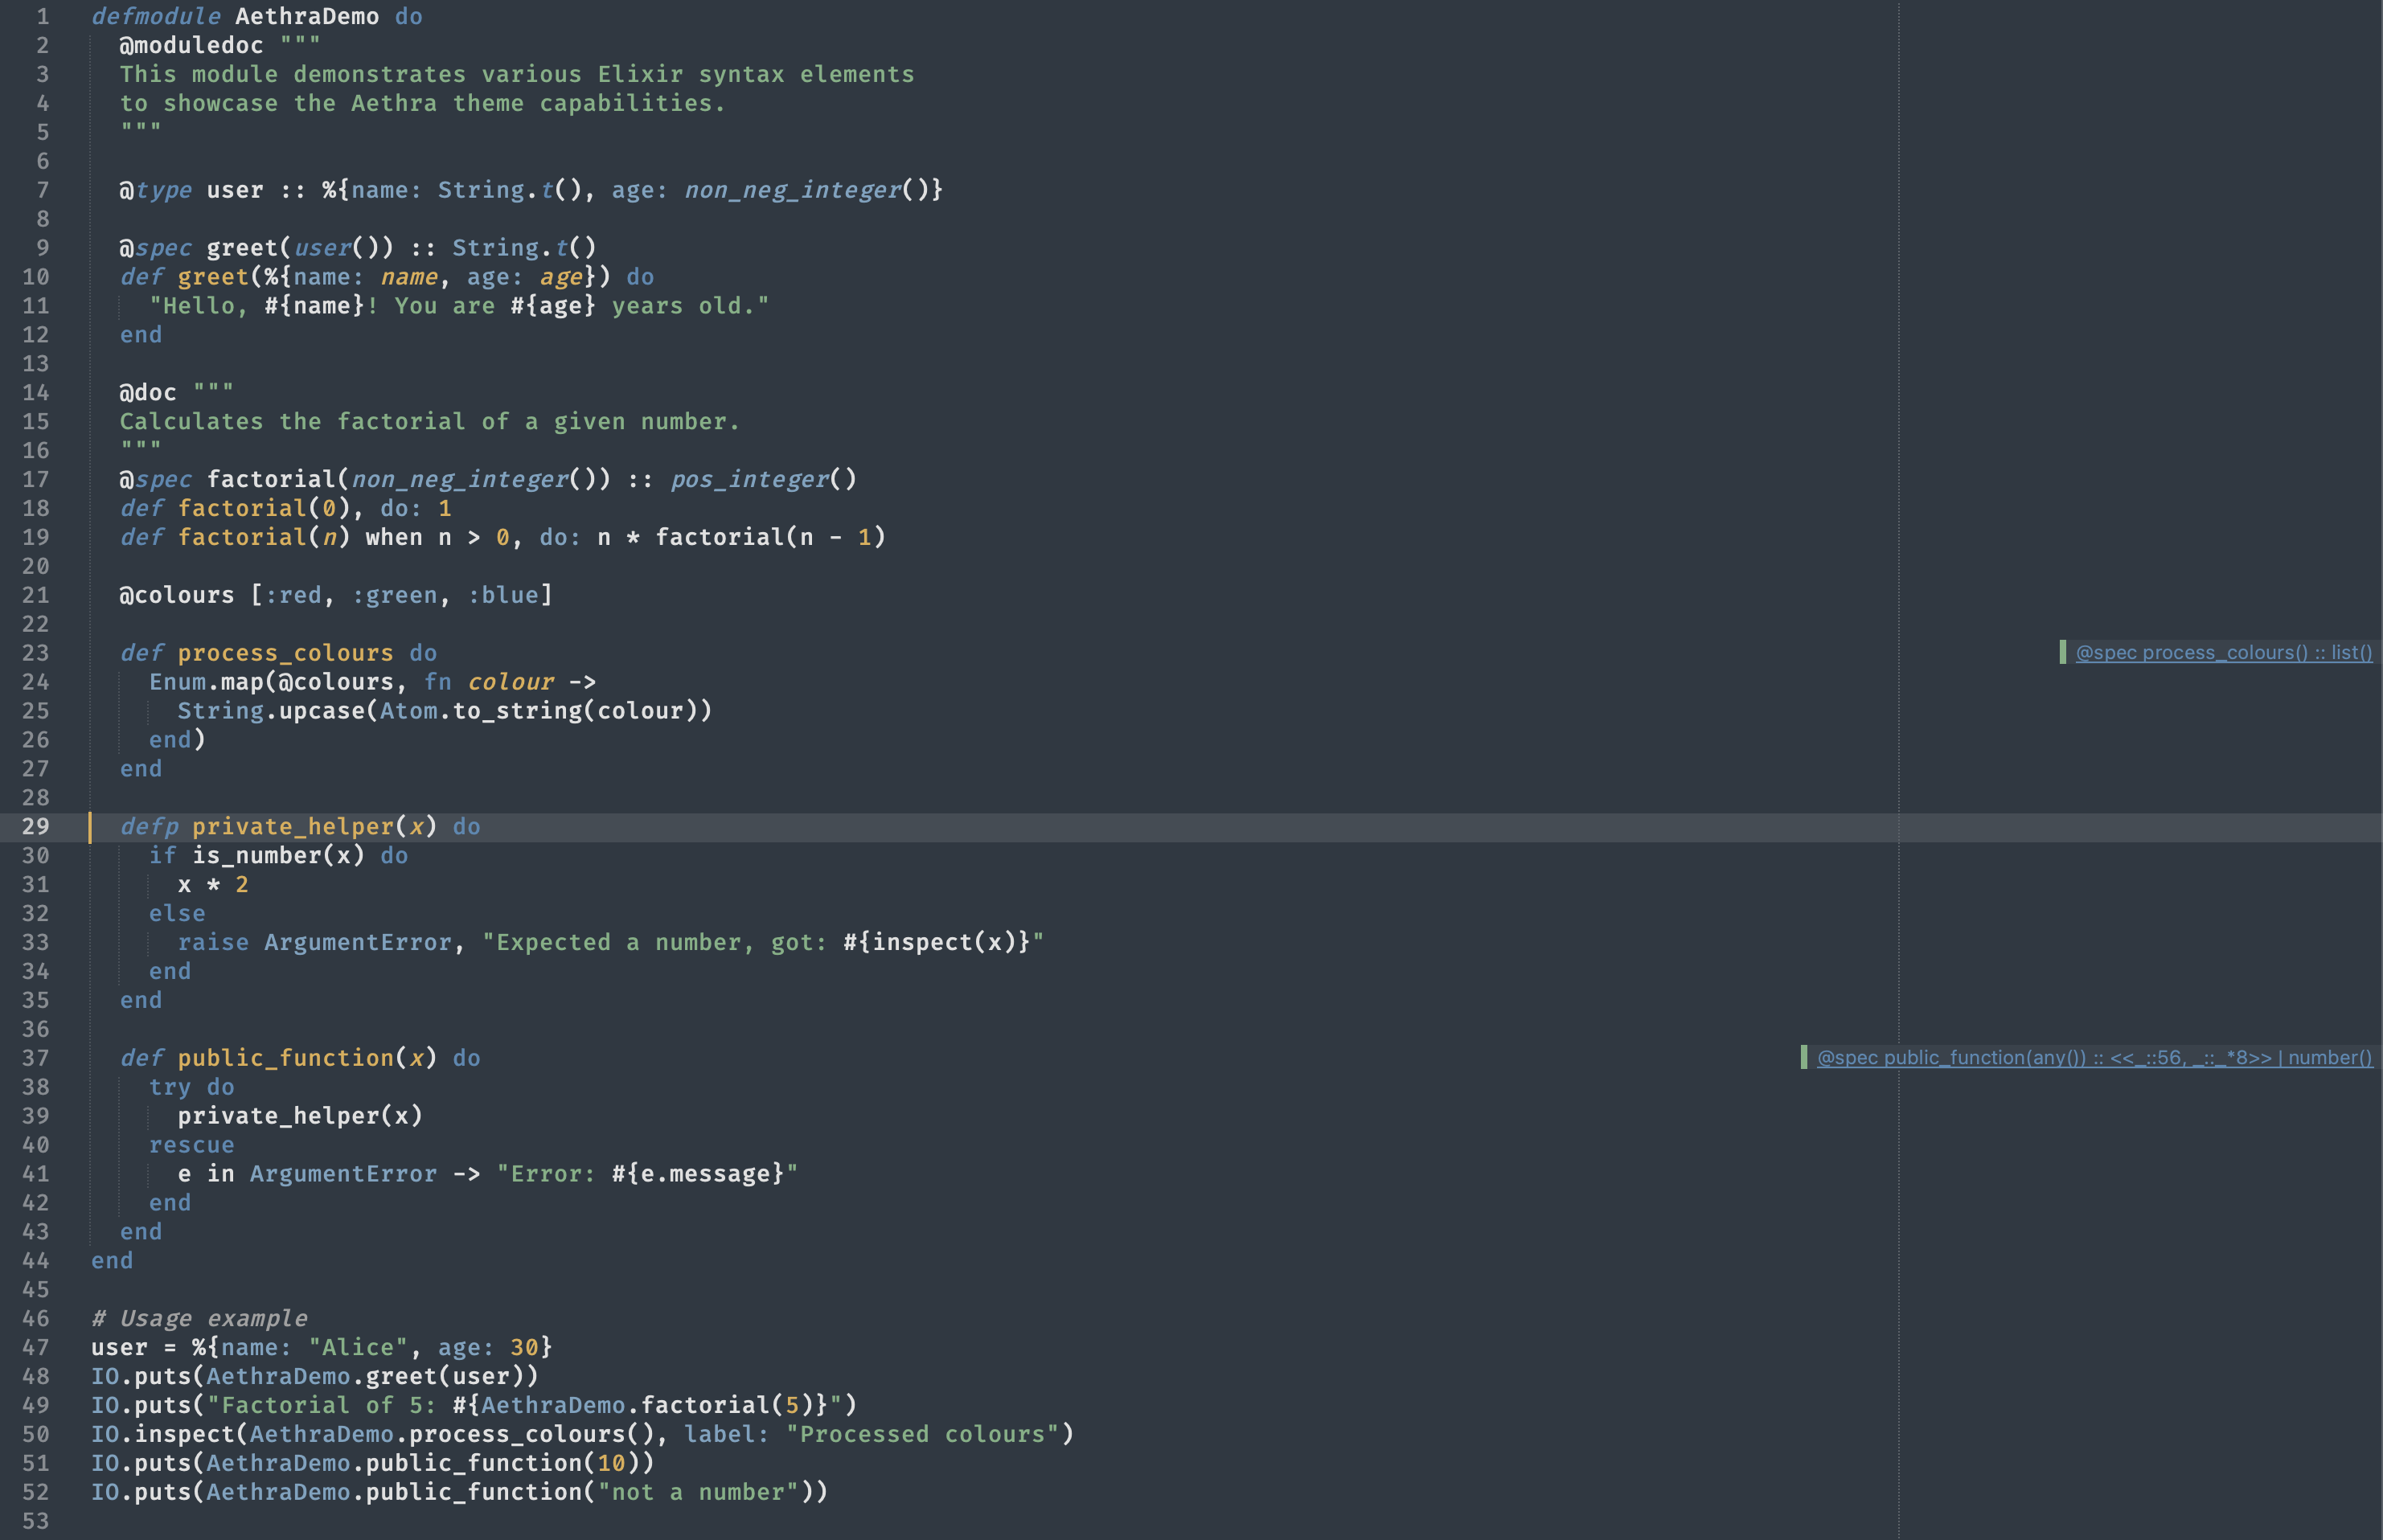 1 defmodule AethraDemo do
2 @moduledoc """
3 This module demonstrates various Elixir syntax elements
4 to showcase the Aethra theme capabilities.
5 """
6
7 @type user :: %{name: String.t(), age: non_neg_integer()}
8
9 @spec greet(user()) :: String.t()
10 def greet(%{name: name, age: age}) do
11 "Hello, #{name}! You are #{age} years old."
12 end
13
14 @doc """
15 Calculates the factorial of a given number.
16 """
17 @spec factorial(non_neg_integer()) :: pos_integer()
18 def factorial(0), do: 1
19 def factorial(n) when n > 0, do: n * factorial(n - 1)
20
21 @colours [:red, :green, :blue]
22
23 def process_colours do @spec process_colours() :: list()
24 Enum.map(@colours, fn colour ->
25 String.upcase(Atom.to_string(colour))
26 end)
27 end
28
29 defp private_helper(x) do
30 if is_number(x) do
31 x * 2
32 else
33 raise ArgumentError, "Expected a number, got: #{inspect(x)}"
34 end
35 end
36
37 def public_function(x) do @spec public_function(any()) :: <<_::56, _::_*8>> | number()
38 try do
39 private_helper(x)
40 rescue
41 e in ArgumentError -> "Error: #{e.message}"
42 end
43 end
44 end
45
46 # Usage example
47 user = %{name: "Alice", age: 30}
48 IO.puts(AethraDemo.greet(user))
49 IO.puts("Factorial of 5: #{AethraDemo.factorial(5)}")
50 IO.inspect(AethraDemo.process_colours(), label: "Processed colours")
51 IO.puts(AethraDemo.public_function(10))
52 IO.puts(AethraDemo.public_function("not a number"))
53